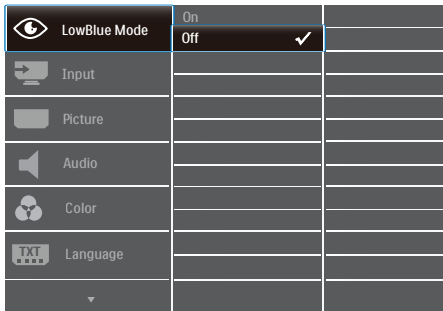 LowBlue Mode
On
Off
Input
Picture
Audio
Color
TXT
Language